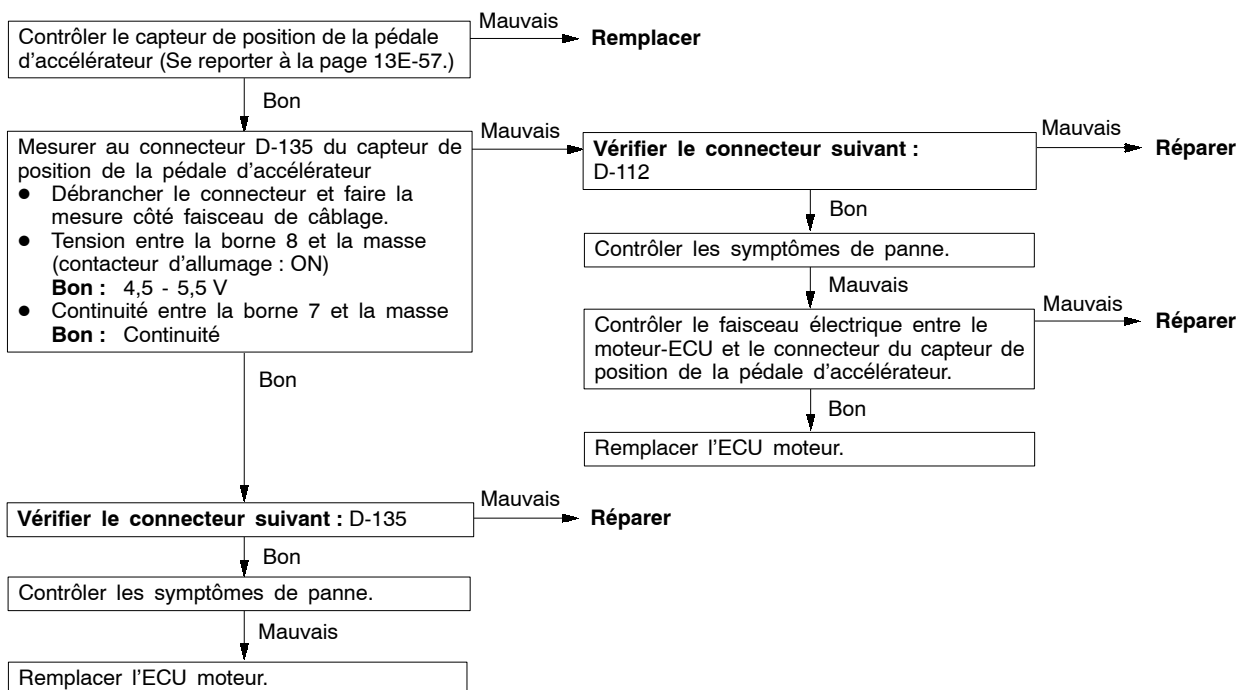 Contrôler le capteur de position de la pédale
d'accélérateur (Se reporter à la page 13E-57.)
Mauvais
Remplacer
Bon
Mesurer au connecteur D-135 du capteur de
position de la pédale d'accélérateur
● Débrancher le connecteur et faire la
mesure côté faisceau de câblage.
● Tension entre la borne 8 et la masse
(contacteur d'allumage : ON)
Bon : 4,5 - 5,5 V
● Continuité entre la borne 7 et la masse
Bon : Continuité
Mauvais
Vérifier le connecteur suivant :
D-112
Mauvais
Réparer
Bon
Contrôler les symptômes de panne.
Mauvais
Contrôler le faisceau électrique entre le
moteur-ECU et le connecteur du capteur de
position de la pédale d'accélérateur.
Mauvais
Réparer
Bon
Remplacer l'ECU moteur.
Bon
Vérifier le connecteur suivant : D-135
Mauvais
Réparer
Bon
Contrôler les symptômes de panne.
Mauvais
Remplacer l'ECU moteur.